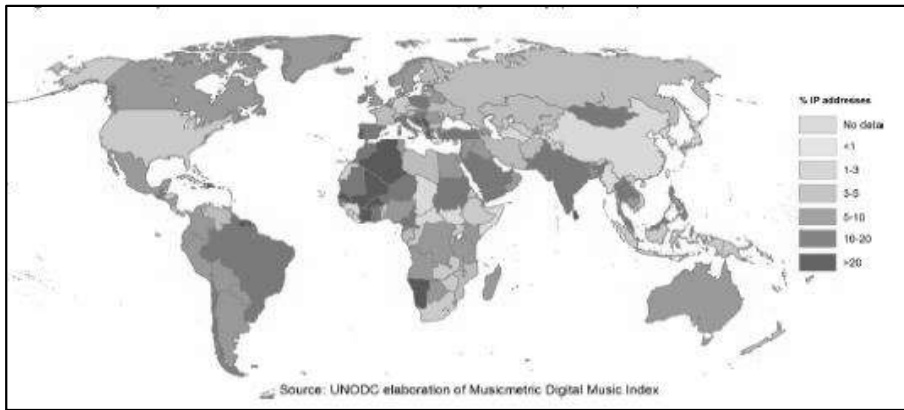 % IP addresses
No data
<1
1-3
3-5
5-10
10-20
>20
Source: UNODC elaboration of Musicmetric Digital Music Index